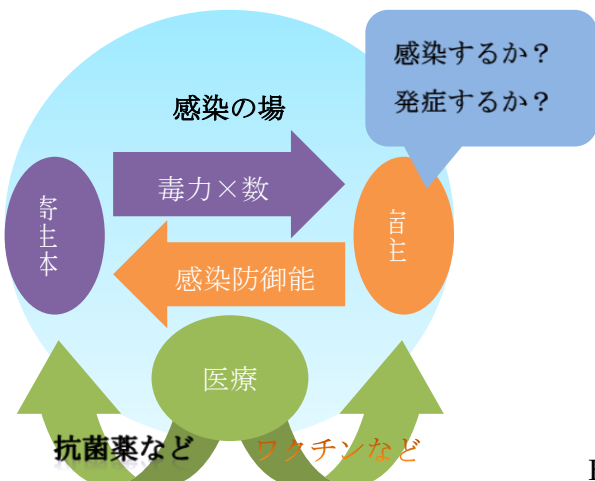 感染するか？
発症するか？
感染の場
毒力×数
寄生体
宿主
感染防御能
医療
抗菌薬など
ワクチンなど